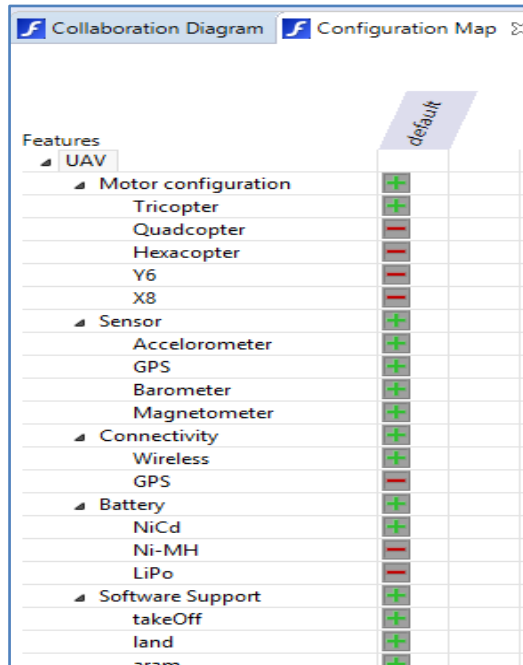 Collaboration Diagram Configuration Map
default
Features
UAV
Motor configuration
Tricopter
Quadcopter
Hexacopter
Y6
X8
Sensor
Accelorometer
GPS
Barometer
Magnetometer
Connectivity
Wireless
GPS
Battery
NiCd
Ni-MH
LiPo
Software Support
takeOff
land